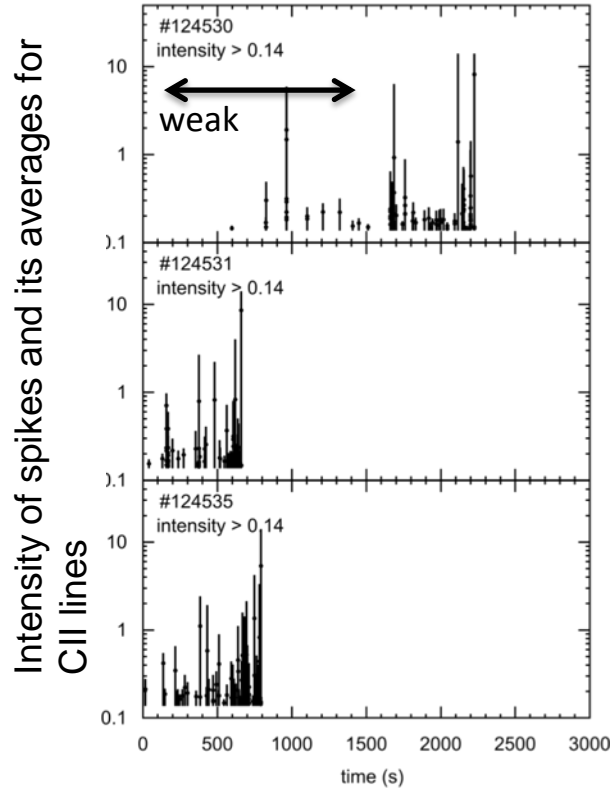 Intensity of spikes and its averages for
CII lines
#124530
intensity > 0.14
weak
10
1
0.1
#124531
intensity > 0.14
10
1
0.1
#124535
intensity > 0.14
10
1
0.1
0 500 1000 1500 2000 2500 3000
time (s)